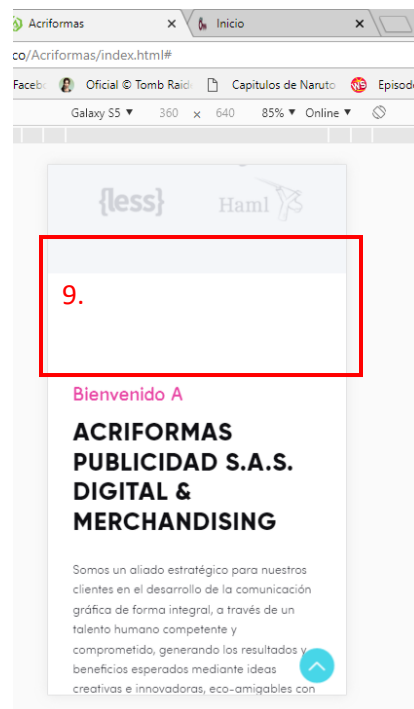 Acriformas
Inicio
co/Acriformas/index.html#
Faceb
Oficial © Tomb Raid
Capitulos de Naruto
Episod
Galaxy S5 ▼ 360 x 640 85% ▼ Online ▼
{less}
Haml
9.
Bienvenido A
ACRIFORMAS
PUBLICIDAD S.A.S.
DIGITAL &
MERCHANDISING
Somos un aliado estratégico para nuestros
clientes en el desarrollo de la comunicación
gráfica de forma integral, a través de un
talento humano competente y
comprometido, generando los resultados y
beneficios esperados mediante ideas
creativas e innovadoras, eco-amigables con